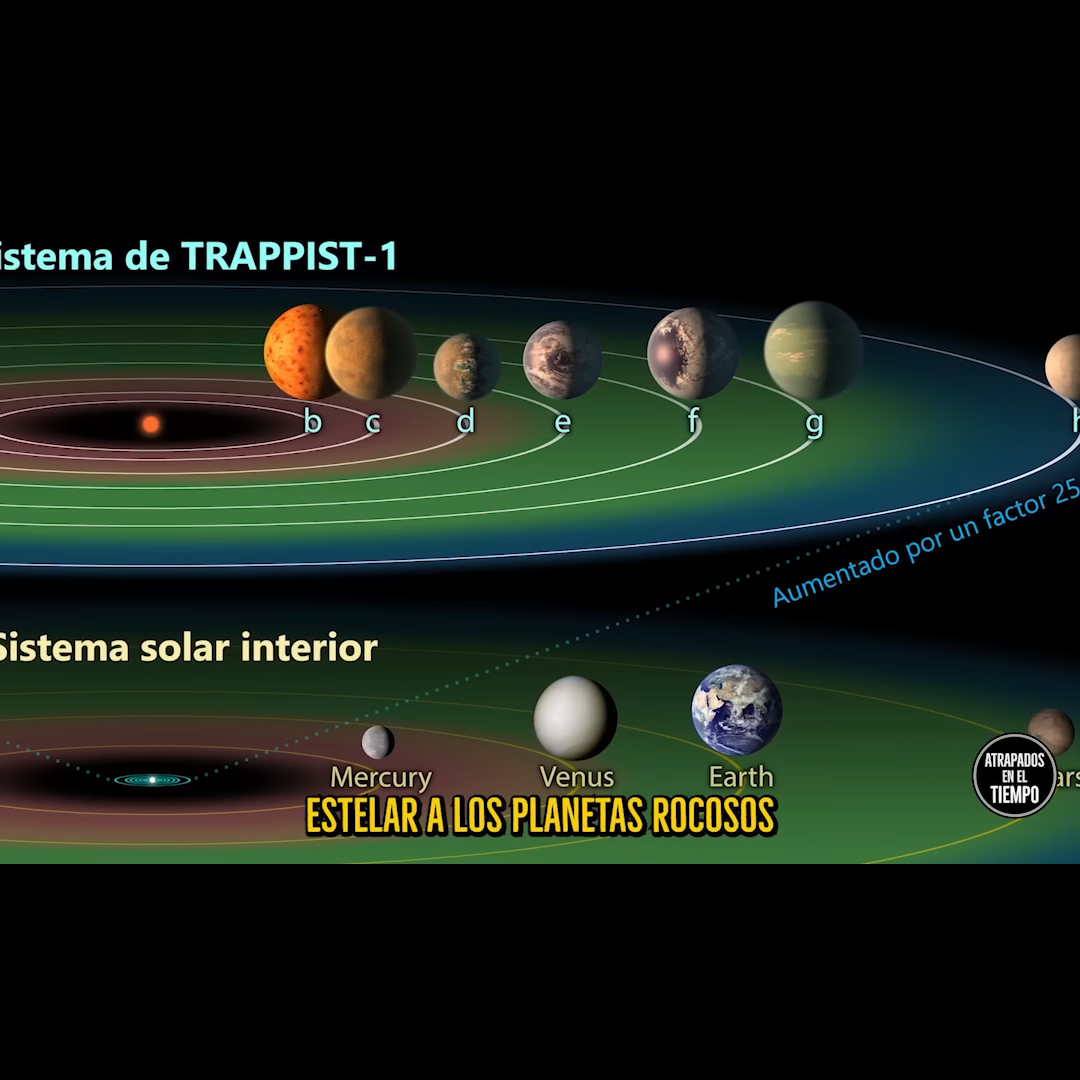 istema de TRAPPIST-1
b c d e f g h
Aumentado por un factor 25
Sistema solar interior
Mercury Venus Earth ars
ATRAPADOS
EN EL
TIEMPO
ESTELAR A LOS PLANETAS ROCOSOS